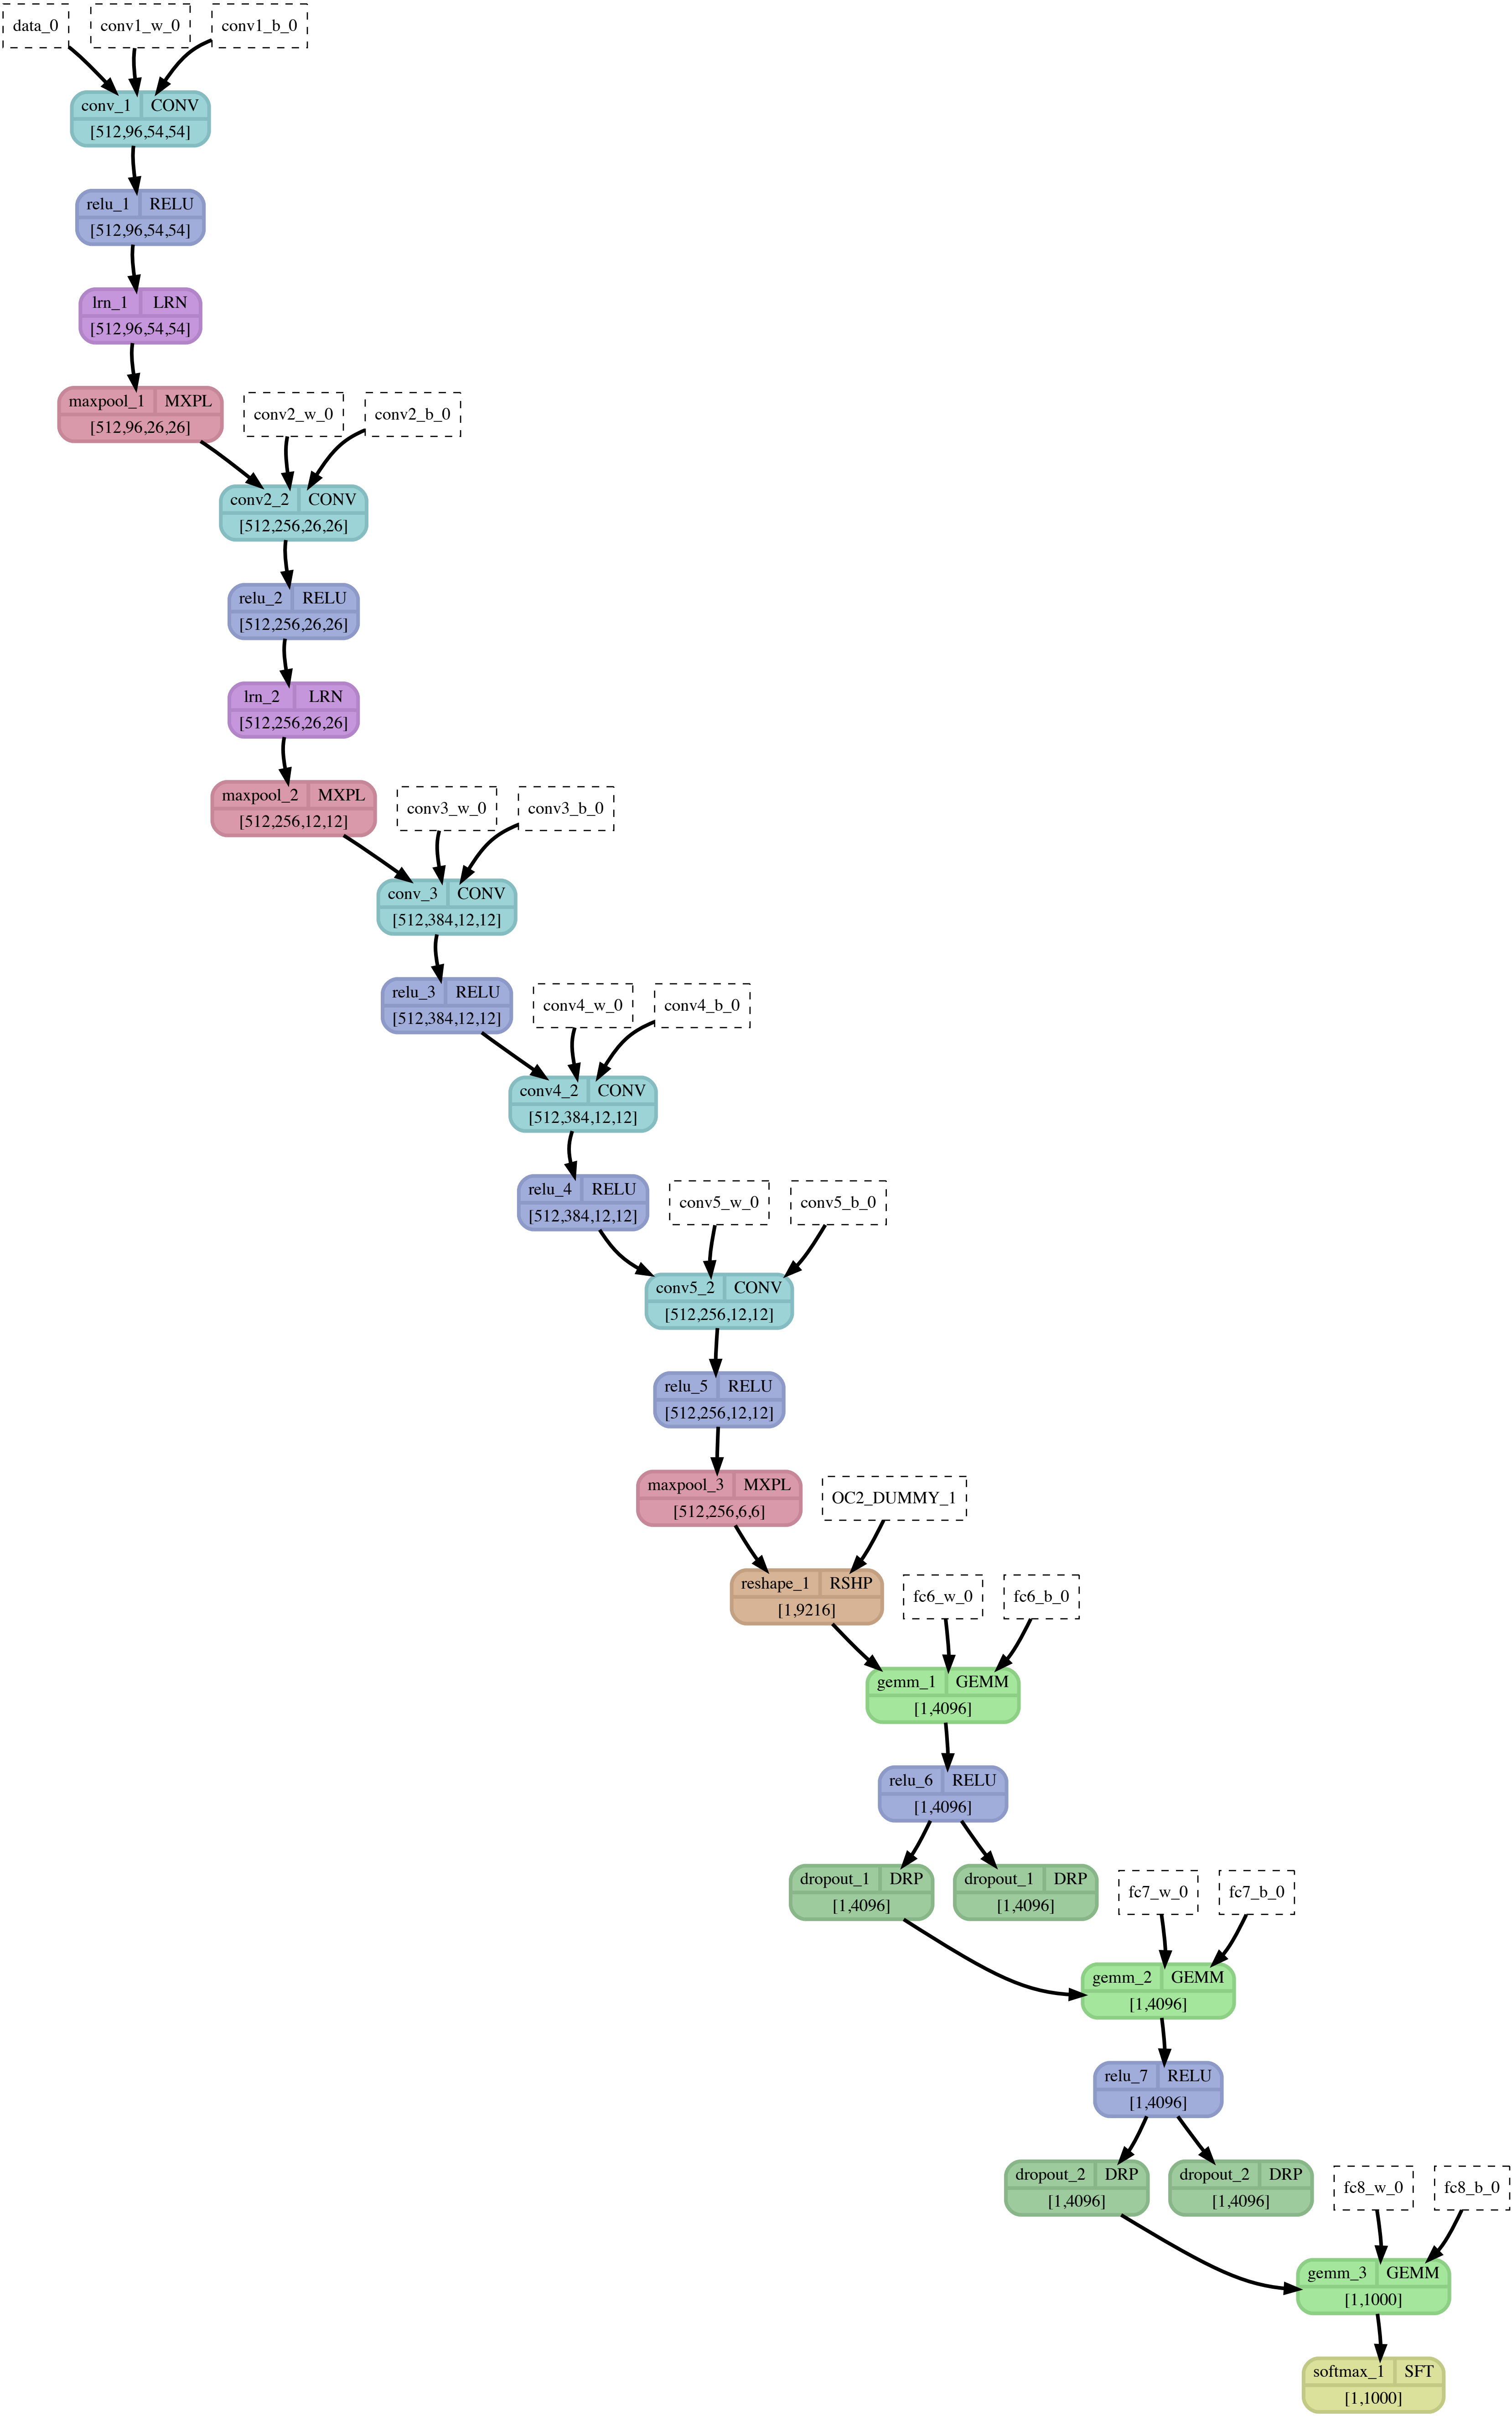 data_0 conv1_w_0 conv1_b_0
conv_1 CONV
[512,96,54,54]
relu_1 RELU
[512,96,54,54]
lrn_1 LRN
[512,96,54,54]
maxpool_1 MXPL conv2_w_0 conv2_b_0
[512,96,26,26]
conv2_2 CONV
[512,256,26,26]
relu_2 RELU
[512,256,26,26]
lrn_2 LRN
[512,256,26,26]
maxpool_2 MXPL conv3_w_0 conv3_b_0
[512,256,12,12]
conv_3 CONV
[512,384,12,12]
relu_3 RELU conv4_w_0 conv4_b_0
[512,384,12,12]
conv4_2 CONV
[512,384,12,12]
relu_4 RELU conv5_w_0 conv5_b_0
[512,384,12,12]
conv5_2 CONV
[512,256,12,12]
relu_5 RELU
[512,256,12,12]
maxpool_3 MXPL OC2_DUMMY_1
[512,256,6,6]
reshape_1 RSHP fc6_w_0 fc6_b_0
[1,9216]
gemm_1 GEMM
[1,4096]
relu_6 RELU
[1,4096]
dropout_1 DRP dropout_1 DRP fc7_w_0 fc7_b_0
[1,4096] [1,4096]
gemm_2 GEMM
[1,4096]
relu_7 RELU
[1,4096]
dropout_2 DRP dropout_2 DRP fc8_w_0 fc8_b_0
[1,4096] [1,4096]
gemm_3 GEMM
[1,1000]
softmax_1 SFT
[1,1000]